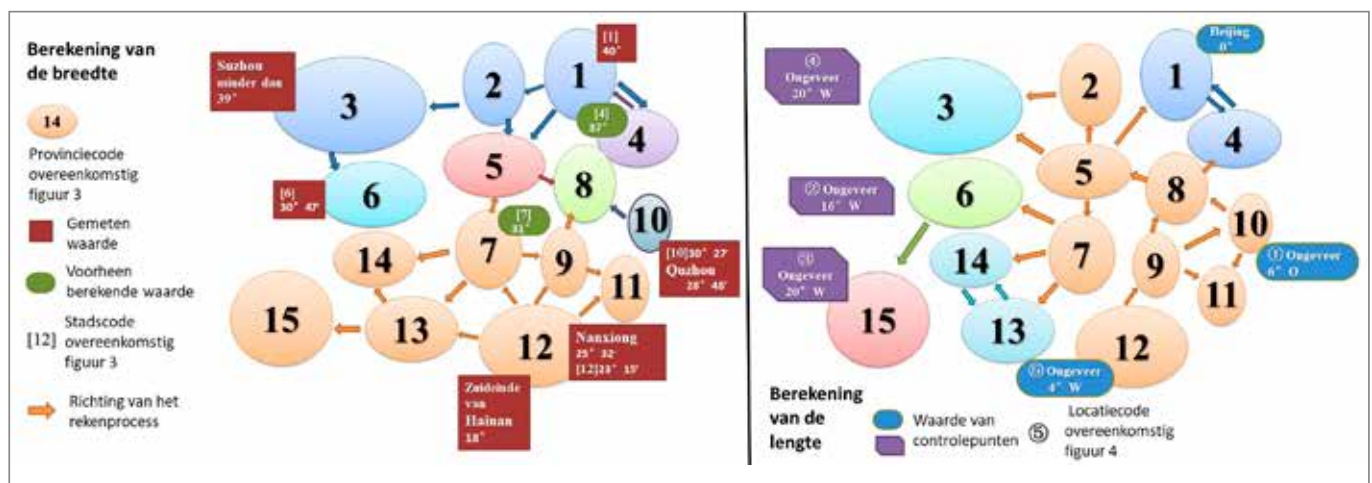 Berekening van
de breedte
14
Provinciecode
overeenkomstig
figuur 3
Gemeten
waarde
Voorheen
berekende waarde
[12] Stadscode
overeenkomstig
figuur 3
Richting van het
rekenprocess
Suzhou
minder dan
39°
3
2
1
[1]
40°
[4]
37°
4
5
8
[6]
30° 47'
6
[7]
31°
10
[10]30° 27'
Quzhou
28° 48'
14
7
9
11
15
13
12
Nanxiong
25° 32'
[12]23° 15'
Zuideinde
van
Hainan
18°
④
Ongeveer
20° W
3
2
1
Beijing
0°
4
5
8
Ongeveer
16° W
6
10
① Ongeveer
6° O
14
7
9
11
③
Ongeveer
20° W
15
13
12
Ongeveer
4° W
Berekening
van de
lengte
Waarde van
controlepunten
⑤
Locatiecode
overeenkomstig
figuur 4